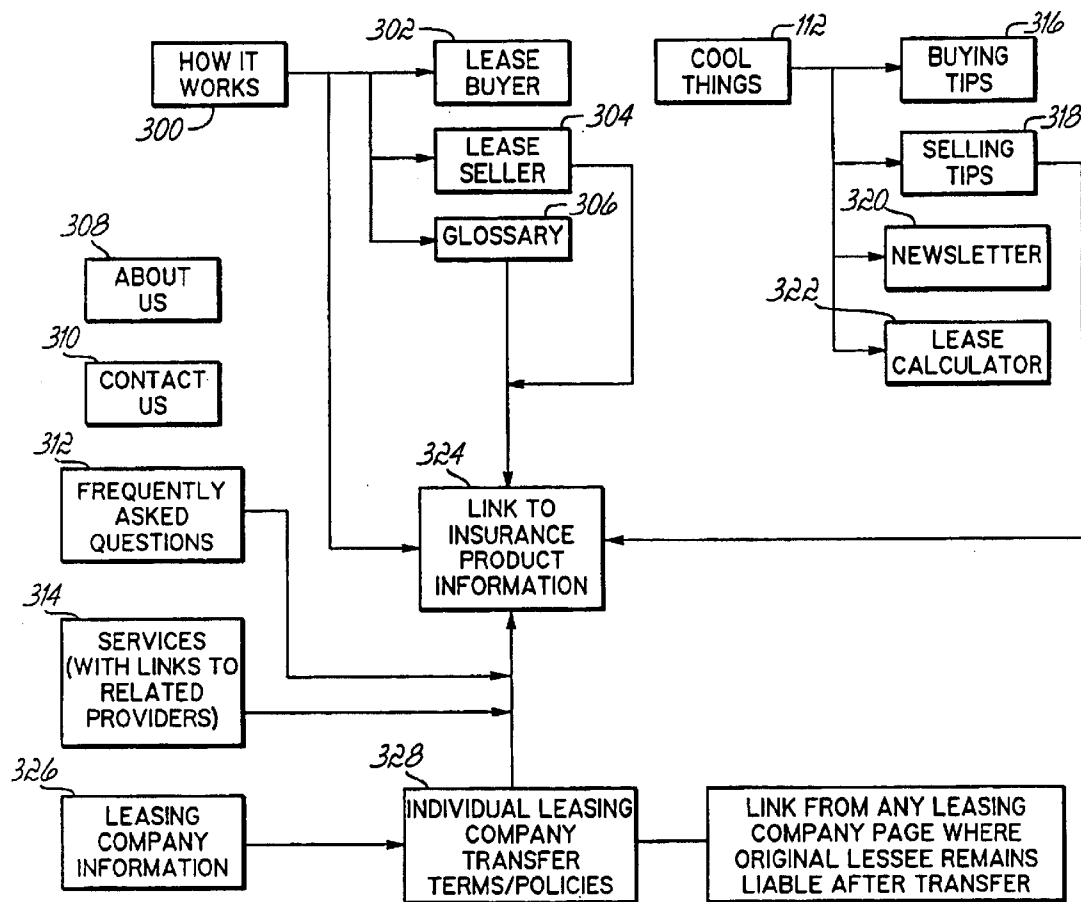 HOW IT
WORKS
300
302
LEASE
BUYER
304
LEASE
SELLER
306
GLOSSARY
112
COOL
THINGS
316
BUYING
TIPS
318
SELLING
TIPS
320
NEWSLETTER
322
LEASE
CALCULATOR
308
ABOUT
US
310
CONTACT
US
312
FREQUENTLY
ASKED
QUESTIONS
324
LINK TO
INSURANCE
PRODUCT
INFORMATION
314
SERVICES
(WITH LINKS TO
RELATED
PROVIDERS)
326
LEASING
COMPANY
INFORMATION
328
INDIVIDUAL LEASING
COMPANY
TRANSFER
TERMS/POLICIES
LINK FROM ANY LEASING
COMPANY PAGE WHERE
ORIGINAL LESSEE REMAINS
LIABLE AFTER TRANSFER